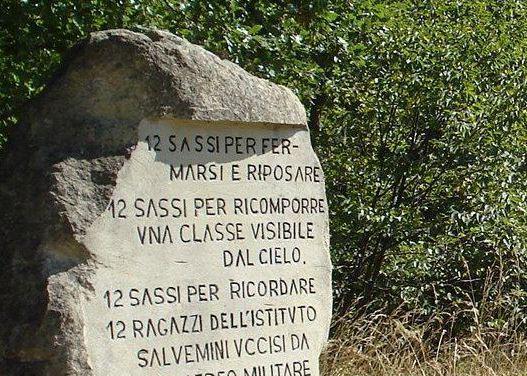 12 SASSI PER FER-
MARSI E RIPOSARE
12 SASSI PER RICOMPORRE
VNA CLASSE VISIBILE
DAL CIELO.
12 SASSI PER RICORDARE
12 RAGAZZI DELL'ISTITVTO
SALVEMINI VCCISI DA
MILITARE